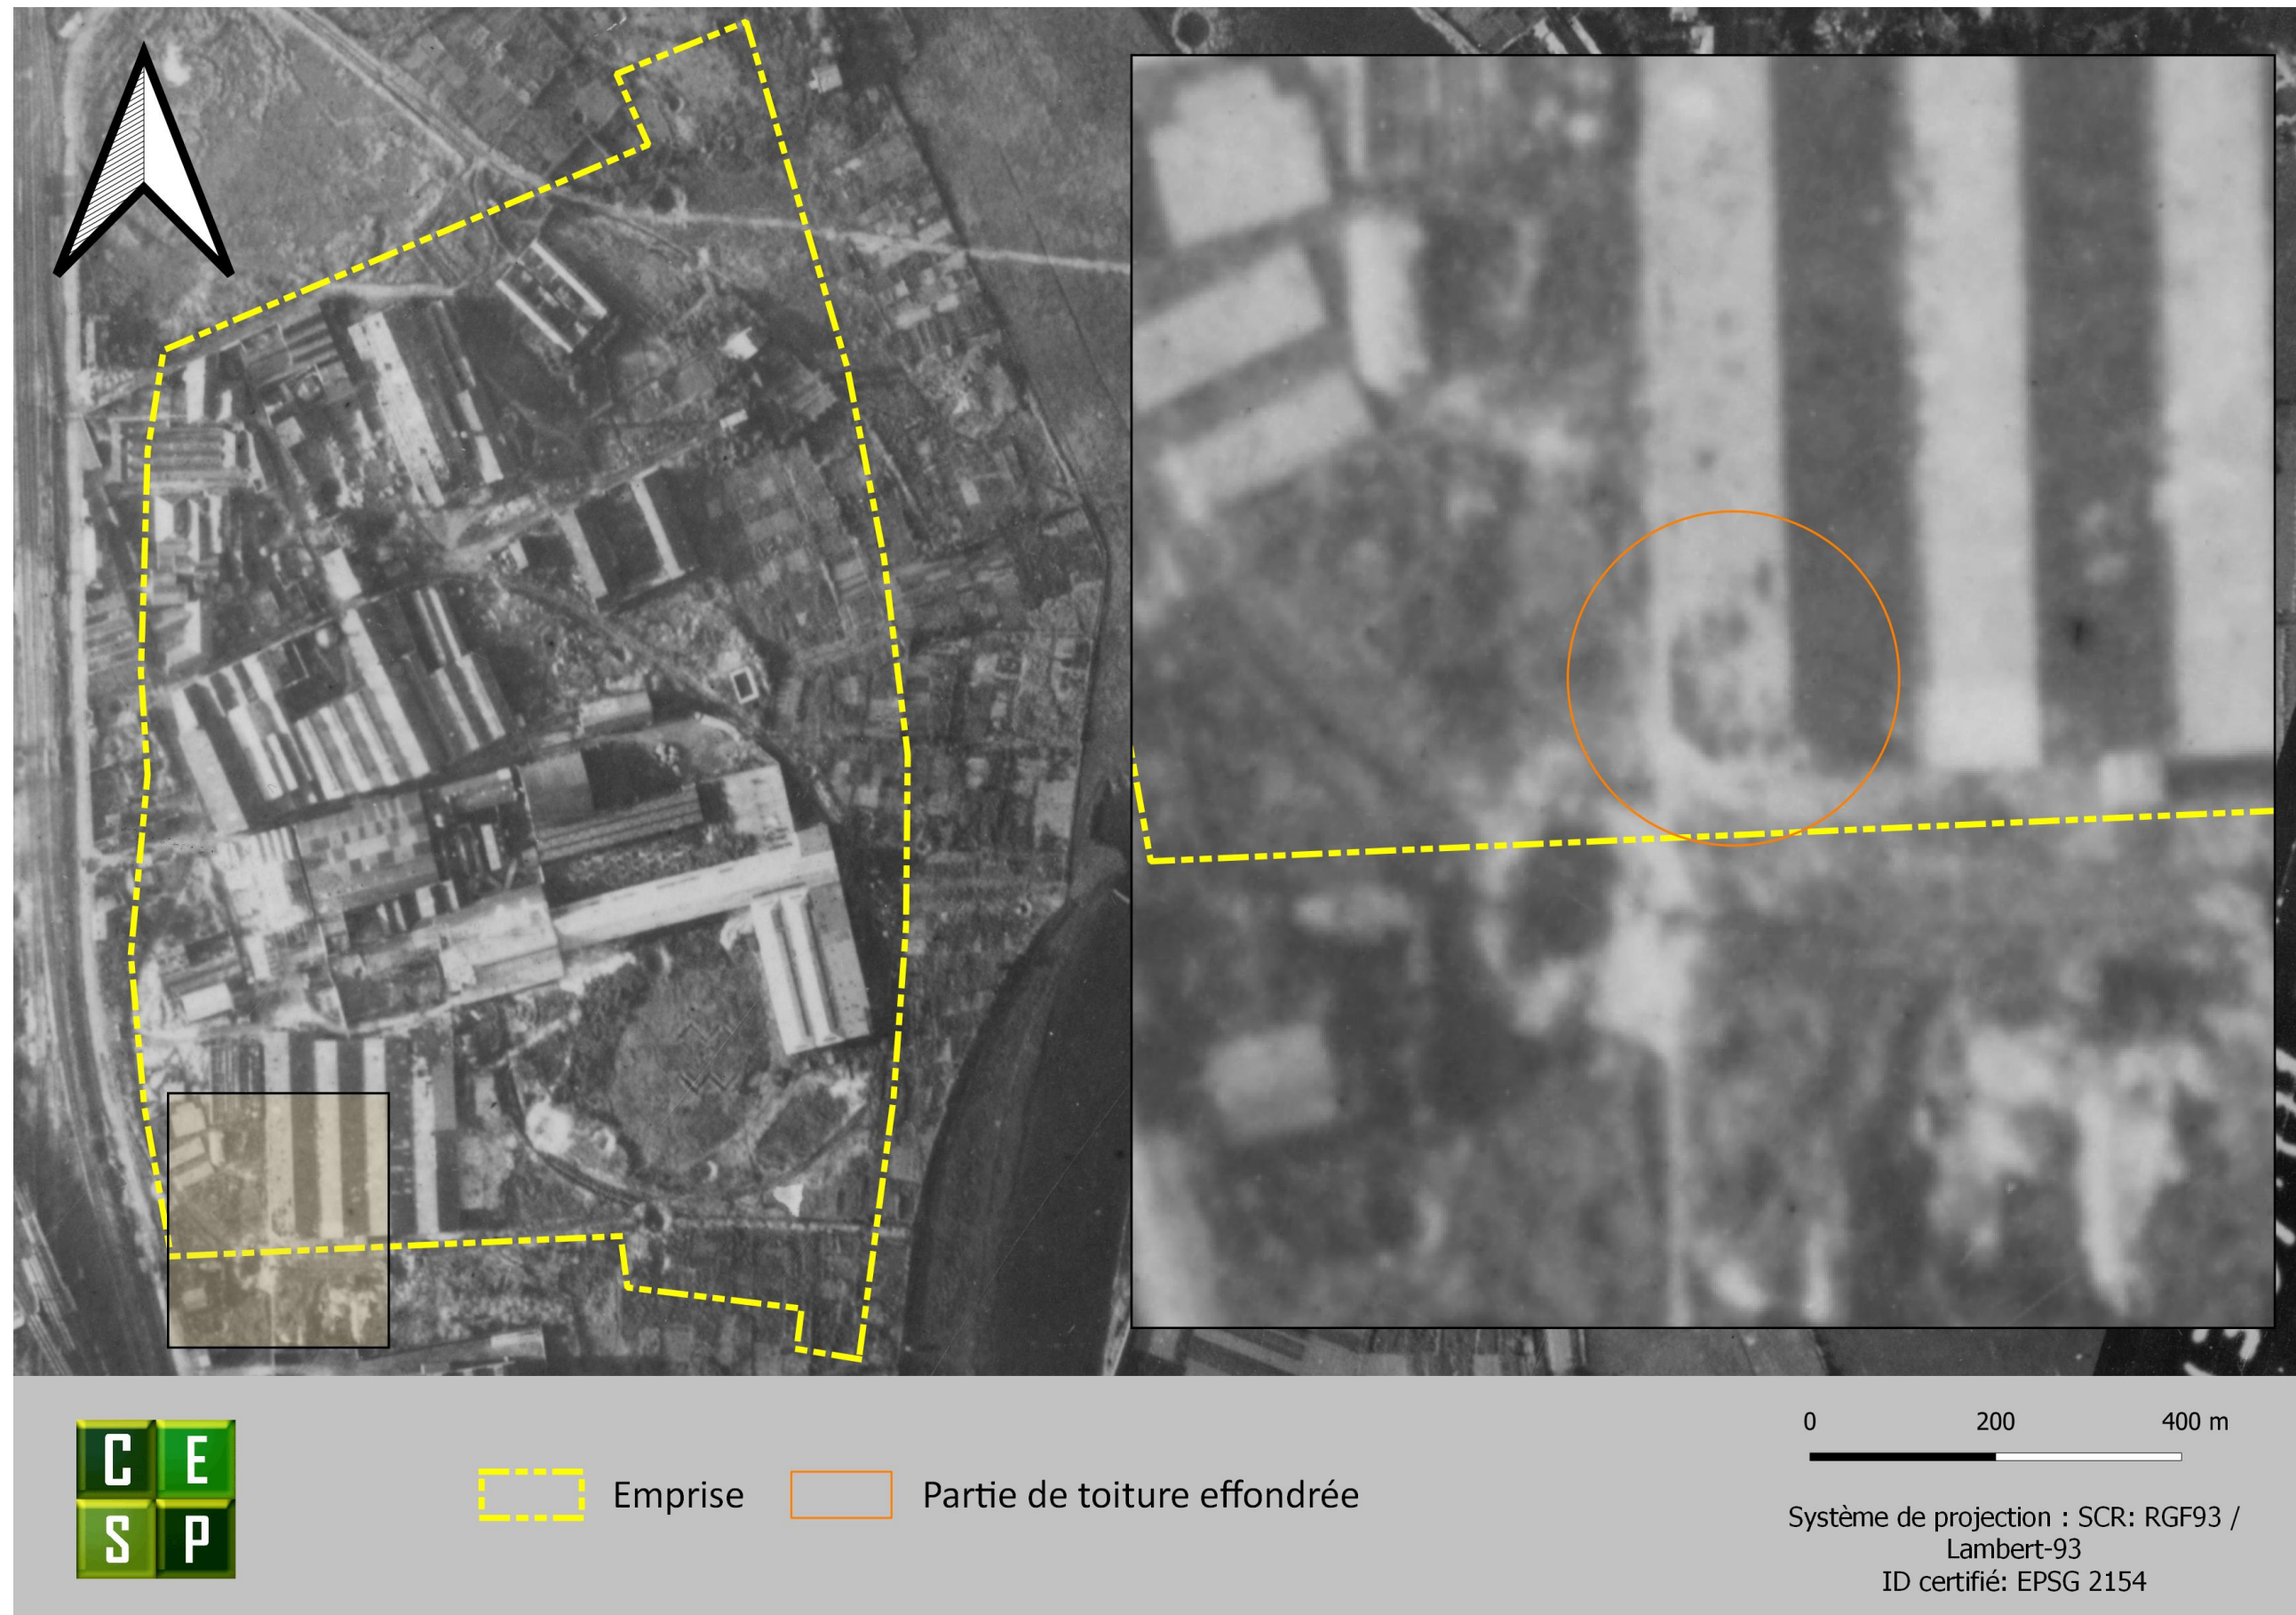 C E
S P
Emprise
Partie de toiture effondrée
0 200 400 m
Système de projection : SCR: RGF93 /
Lambert-93
ID certifié: EPSG 2154